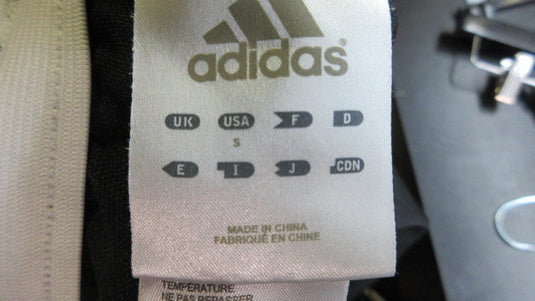 adidas®
UK USA F D
S
E I J CDN
MADE IN CHINA
FABRIQUÉ EN CHINE
TEMPERATURE
NE PAS REPASSER